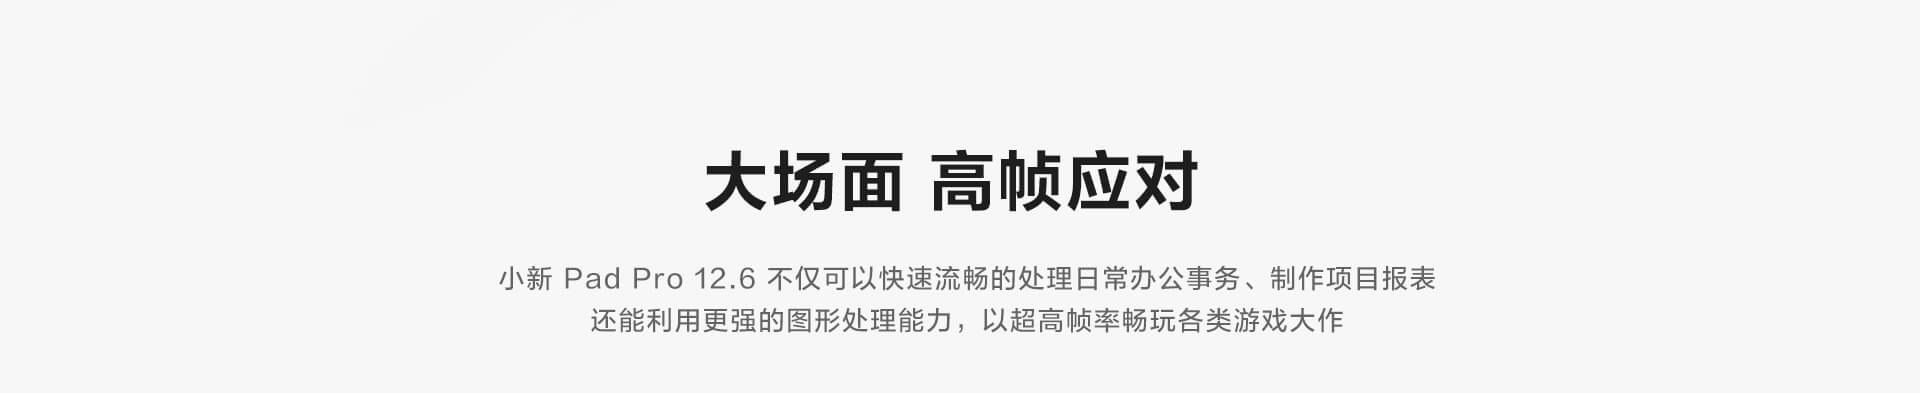 大场面 高帧应对
小新 Pad Pro 12.6 不仅可以快速流畅的处理日常办公事务、制作项目报表
还能利用更强的图形处理能力，以超高帧率畅玩各类游戏大作